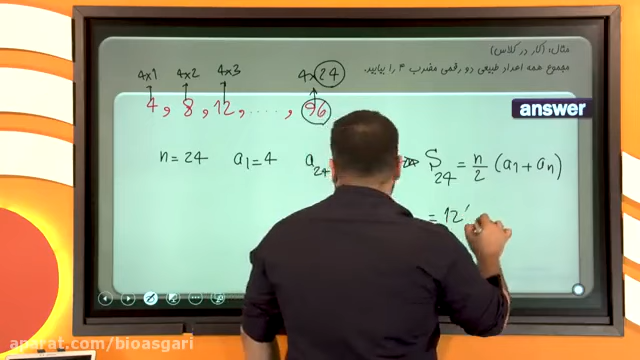 مثال: (کار در کلاس)
مجموع همه اعداد طبیعی دو رقمی مضرب ۴ را بیابید.
4×1 4×2 4×3 4×24
4 , 8 , 12 , ..... , 96
answer
n = 24 a1 = 4 a24
S24 = n/2 (a1 + an)
= 12
aparat.com/bioasgari